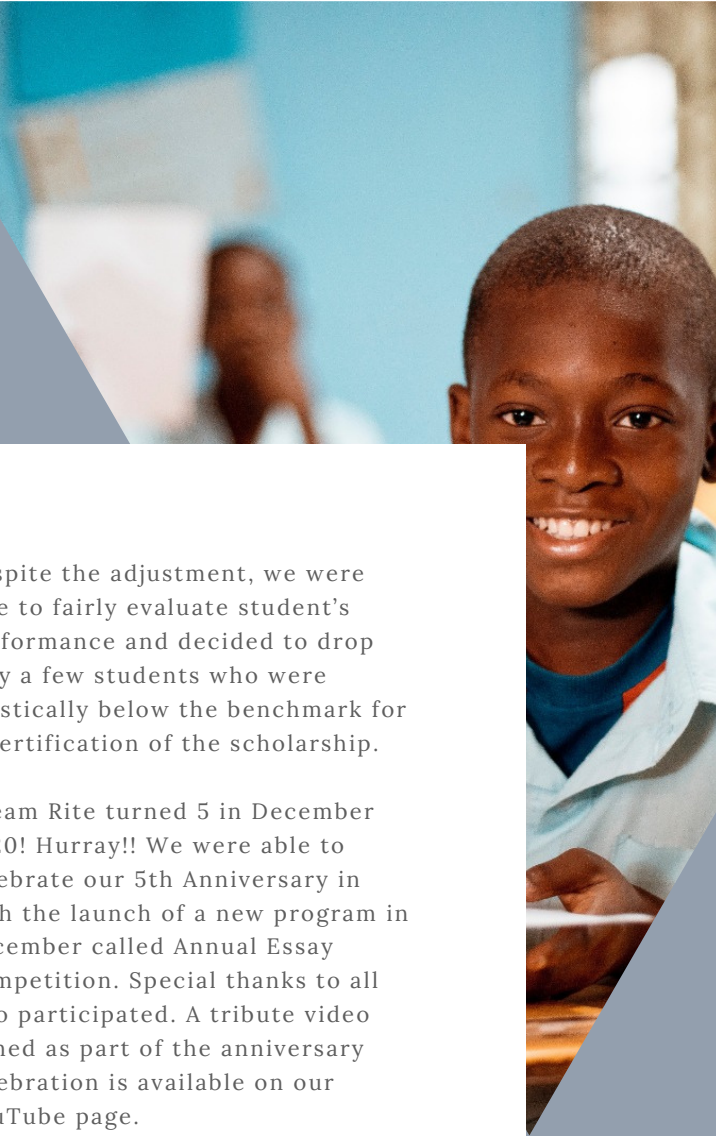 spite the adjustment, we were
e to fairly evaluate student’s
formance and decided to drop
y a few students who were
stically below the benchmark for
ertification of the scholarship.
eam Rite turned 5 in December
0! Hurray!! We were able to
ebrate our 5th Anniversary in
h the launch of a new program in
cember called Annual Essay
mpetition. Special thanks to all
o participated. A tribute video
ned as part of the anniversary
ebration is available on our
uTube page.